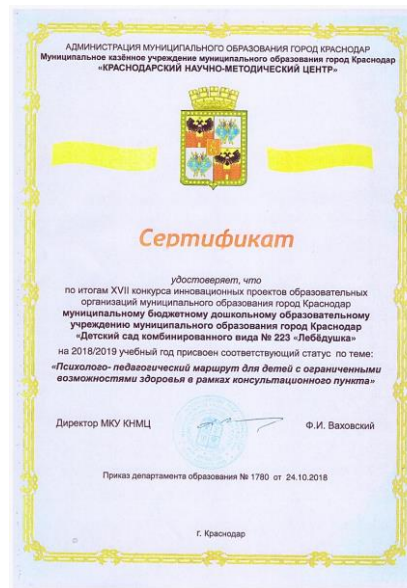 АДМИНИСТРАЦИЯ МУНИЦИПАЛЬНОГО ОБРАЗОВАНИЯ ГОРОД КРАСНОДАР
Муниципальное казённое учреждение муниципального образования город Краснодар
«КРАСНОДАРСКИЙ НАУЧНО-МЕТОДИЧЕСКИЙ ЦЕНТР»
Сертификат
удостоверяет, что
по итогам XVII конкурса инновационных проектов образовательных
организаций муниципального образования город Краснодар
муниципальному бюджетному дошкольному образовательному
учреждению муниципального образования город Краснодар
«Детский сад комбинированного вида № 223 «Лебёдушка»
на 2018/2019 учебный год присвоен соответствующий статус по теме:
«Психолого- педагогический маршрут для детей с ограниченными
возможностями здоровья в рамках консультационного пункта»
Директор МКУ КНМЦ Ф.И. Ваховский
Приказ департамента образования № 1780 от 24.10.2018
г. Краснодар